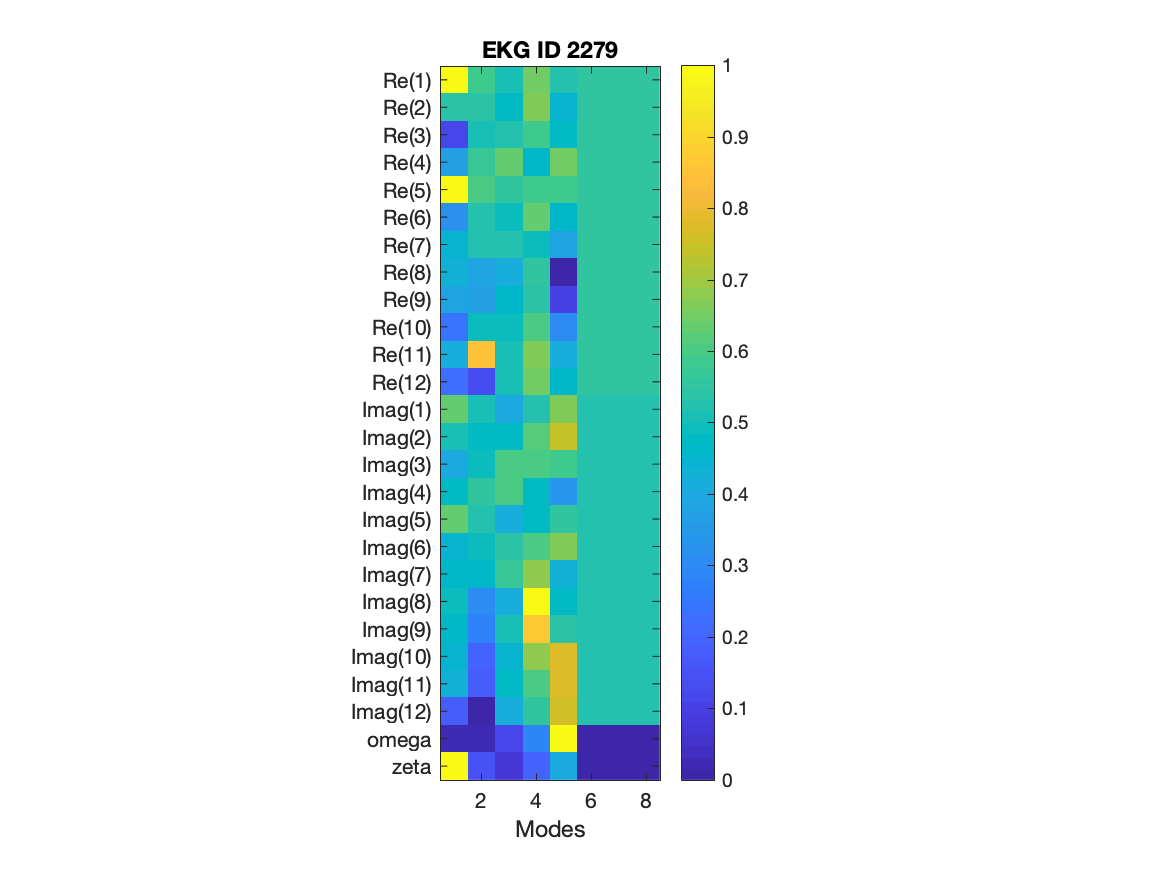 EKG ID 2279
Re(1)
Re(2)
Re(3)
Re(4)
Re(5)
Re(6)
Re(7)
Re(8)
Re(9)
Re(10)
Re(11)
Re(12)
Imag(1)
Imag(2)
Imag(3)
Imag(4)
Imag(5)
Imag(6)
Imag(7)
Imag(8)
Imag(9)
Imag(10)
Imag(11)
Imag(12)
omega
zeta
2 4 6 8
Modes
1
0.9
0.8
0.7
0.6
0.5
0.4
0.3
0.2
0.1
0